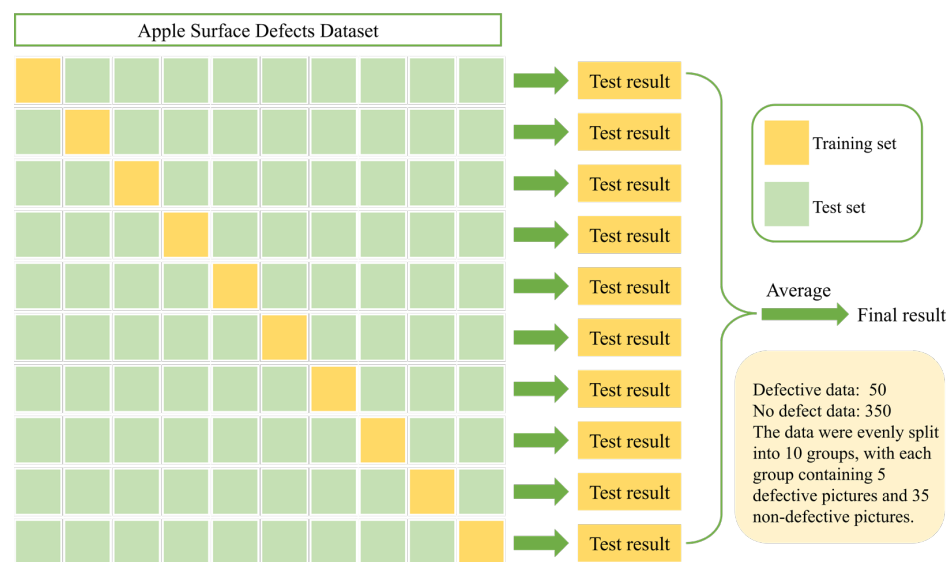 Apple Surface Defects Dataset
Test result
Test result
Test result
Test result
Test result
Test result
Test result
Test result
Test result
Test result
Training set
Test set
Average
Final result
Defective data: 50
No defect data: 350
The data were evenly split
into 10 groups, with each
group containing 5
defective pictures and 35
non-defective pictures.